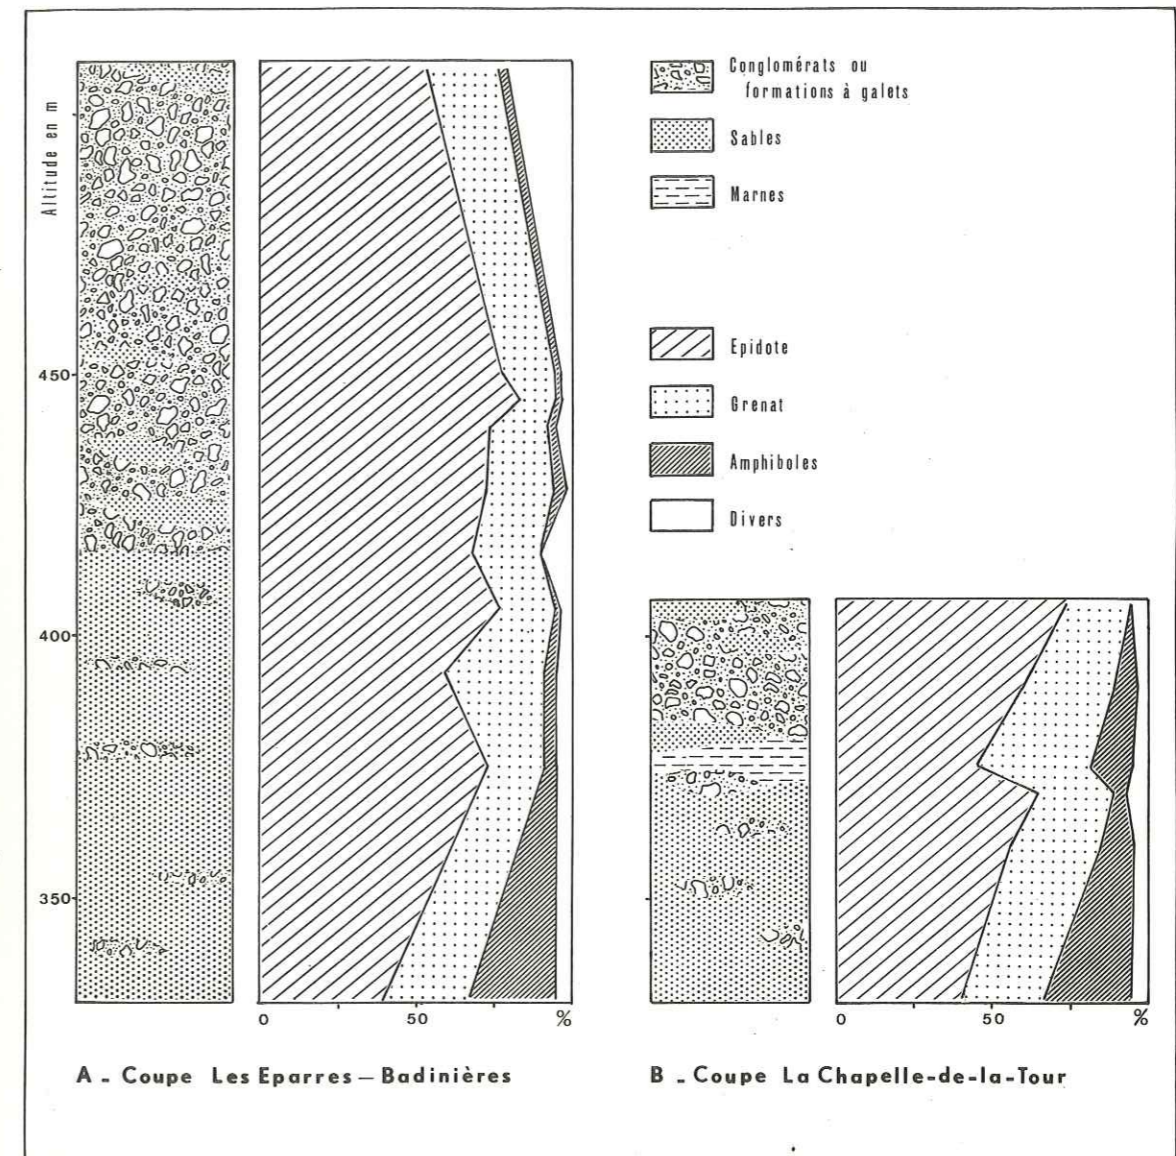 Altitude en m
450
400
350
0 50 %
A - Coupe Les Eparres – Badinières
Conglomérats ou
formations à galets
Sables
Marnes
Epidote
Grenat
Amphiboles
Divers
0 50 %
B - Coupe La Chapelle-de-la-Tour